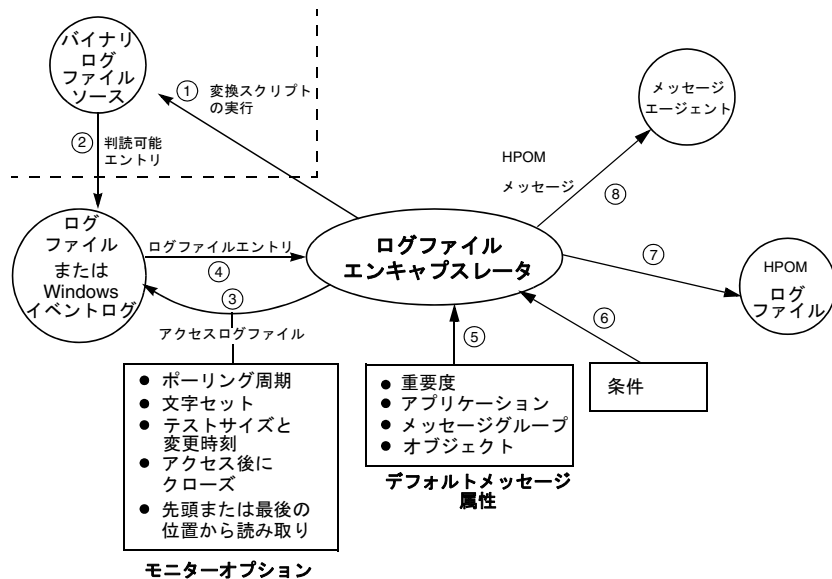 バイナリ
ログ
ファイル
ソース
① 変換スクリプト
の実行
② 判読可能
エントリ
メッセージ
エージェント
HPOM
メッセージ
⑧
ログ
ファイル
または
Windows
イベントログ
ログファイルエントリ
④
③
アクセスログファイル
ログファイル
エンキャプスレータ
⑦
HPOM
ログ
ファイル
⑤
⑥
● ポーリング周期
● 文字セット
● テストサイズと
変更時刻
● アクセス後に
クローズ
● 先頭または最後の
位置から読み取り
モニターオプション
● 重要度
● アプリケーション
● メッセージグループ
● オブジェクト
デフォルトメッセージ
属性
条件